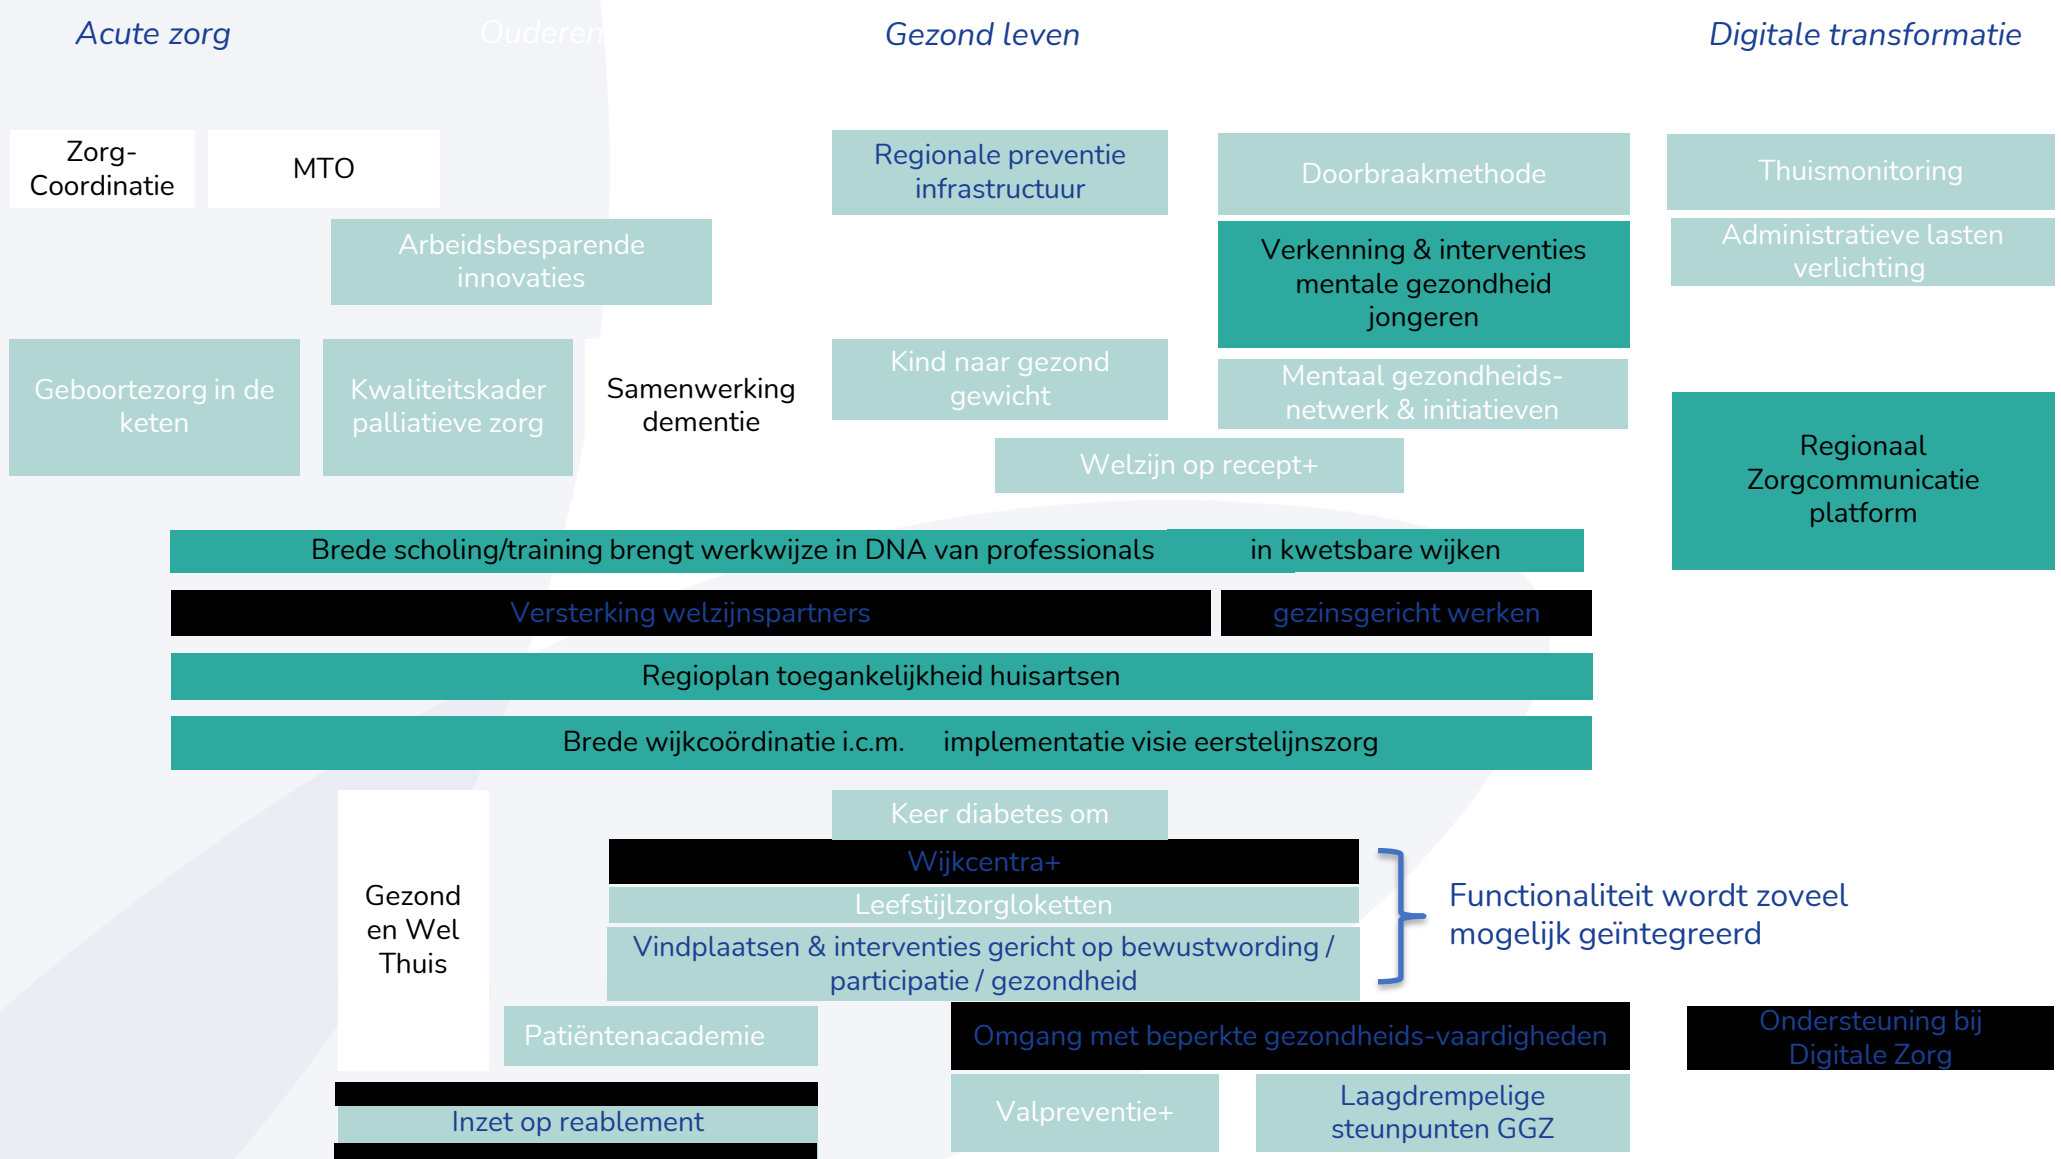 Acute zorg
Ouderen
Gezond leven
Digitale transformatie
Zorg-
Coordinatie
MTO
Regionale preventie
infrastructuur
Doorbraakmethode
Thuismonitoring
Arbeidsbesparende
innovaties
Verkenning & interventies
mentale gezondheid
jongeren
Administratieve lasten
verlichting
Geboortezorg in de
keten
Kwaliteitskader
palliatieve zorg
Samenwerking
dementie
Kind naar gezond
gewicht
Mentaal gezondheids-
netwerk & initiatieven
Welzijn op recept+
Regionaal
Zorgcommunicatie
platform
Brede scholing/training brengt werkwijze in DNA van professionals
in kwetsbare wijken
Versterking welzijnspartners
gezinsgericht werken
Regioplan toegankelijkheid huisartsen
Brede wijkcoördinatie i.c.m. implementatie visie eerstelijnszorg
Keer diabetes om
Wijkcentra+
Leefstijlzorgloketten
Vindplaatsen & interventies gericht op bewustwording /
participatie / gezondheid
Functionaliteit wordt zoveel
mogelijk geïntegreerd
Gezond
en Wel
Thuis
Patiëntenacademie
Omgang met beperkte gezondheids-vaardigheden
Ondersteuning bij
Digitale Zorg
Inzet op reablement
Valpreventie+
Laagdrempelige
steunpunten GGZ